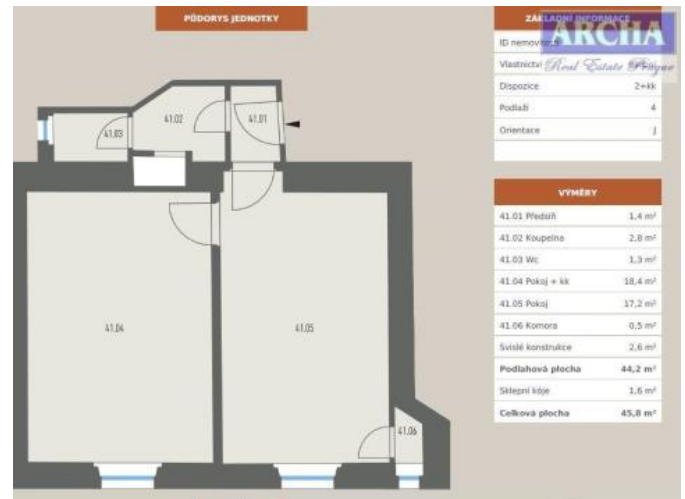 PŮDORYS JEDNOTKY
41.01
41.02
41.03
41.04
41.05
41.06
ZÁKLADNÍ INFORMACE
ARCHA
Real Estate Prague
ID nemovitosti
Vlastnictví
Dispozice 2+kk
Podlaží 4
Orientace J
VÝMĚRY
41.01 Předsíň 1,4 m²
41.02 Koupelna 2,8 m²
41.03 Wc 1,3 m²
41.04 Pokoj + kk 18,4 m²
41.05 Pokoj 17,2 m²
41.06 Komora 0,5 m²
Svislé konstrukce 2,6 m²
Podlahová plocha 44,2 m²
Sklepní kóje 1,6 m²
Celková plocha 45,8 m²